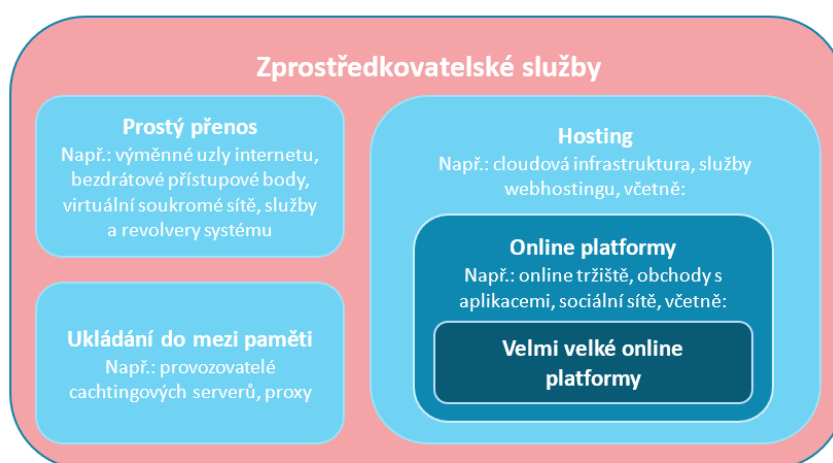 Zprostředkovatelské služby
Prostý přenos
Např.: výměnné uzly internetu,
bezdrátové přístupové body,
virtuální soukromé sítě, služby
a revolvery systému
Ukládání do mezi paměti
Např.: provozovatelé
cachtingových serverů, proxy
Hosting
Např.: cloudová infrastruktura, služby
webhostingu, včetně:
Online platformy
Např.: online tržiště, obchody s
aplikacemi, sociální sítě, včetně:
Velmi velké online
platformy